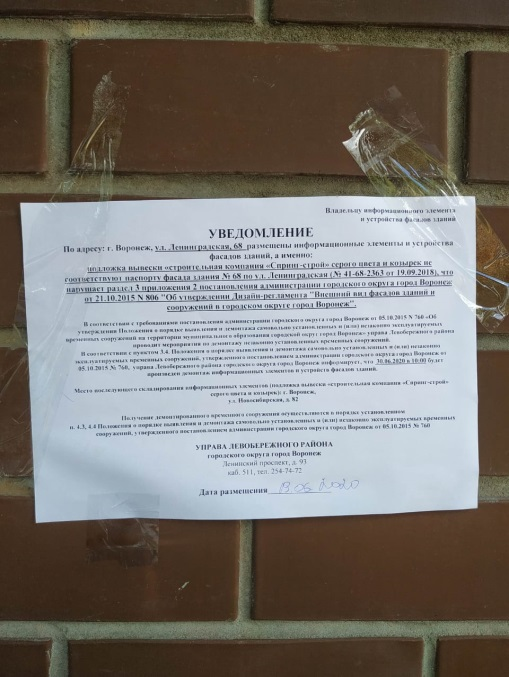 Владельцу информационного элемента
и устройства фасадов зданий
УВЕДОМЛЕНИЕ
По адресу: г. Воронеж, ул. Ленинградская, 68 размещены информационные элементы и устройства
фасадов зданий, а именно:
подложка вывески «строительная компания «Спринг-строй» серого цвета и козырек не
соответствуют паспорту фасада здания № 68 по ул. Ленинградская (№ 41-68-2363 от 19.09.2018), что
нарушает раздел 3 приложения 2 постановления администрации городского округа город Воронеж
от 21.10.2015 N 806 "Об утверждении Дизайн-регламента "Внешний вид фасадов зданий и
сооружений в городском округе город Воронеж".
В соответствии с требованиями постановления администрации городского округа город Воронеж от 05.10.2015 N 760 «Об
утверждении Положения о порядке выявления и демонтажа самовольно установленных и (или) незаконно эксплуатируемых
временных сооружений на территории муниципального образования городской округ город Воронеж» управа Левобережного района
проводит мероприятия по демонтажу незаконно установленных временных сооружений.
В соответствии с пунктом 3.4. Положения о порядке выявления и демонтажа самовольно установленных и (или) незаконно
эксплуатируемых временных сооружений, утвержденного постановлением администрации городского округа город Воронеж от
05.10.2015 № 760, управа Левобережного района городского округа город Воронеж информирует, что 30.06.2020 в 10:00 будет
произведен демонтаж информационных элементов и устройств фасадов зданий.
Место последующего складирования информационных элементов (подложка вывески «строительная компания «Спринг-строй»
серого цвета и козырек): г. Воронеж,
ул. Новосибирская, д. 82
Получение демонтированного временного сооружения осуществляются в порядке установленном
п. 4.3, 4.4 Положения о порядке выявления и демонтажа самовольно установленных и (или) незаконно эксплуатируемых временных
сооружений, утвержденного постановлением администрации городского округа город Воронеж от 05.10.2015 № 760
УПРАВА ЛЕВОБЕРЕЖНОГО РАЙОНА
городского округа город Воронеж
Ленинский проспект, д. 93
каб. 511, тел. 254-74-72
Дата размещения 2020